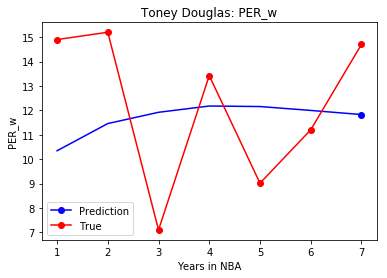 Toney Douglas: PER_w
PER_w
15
14
13
12
11
10
9
8
7
Prediction
True
1 2 3 4 5 6 7
Years in NBA